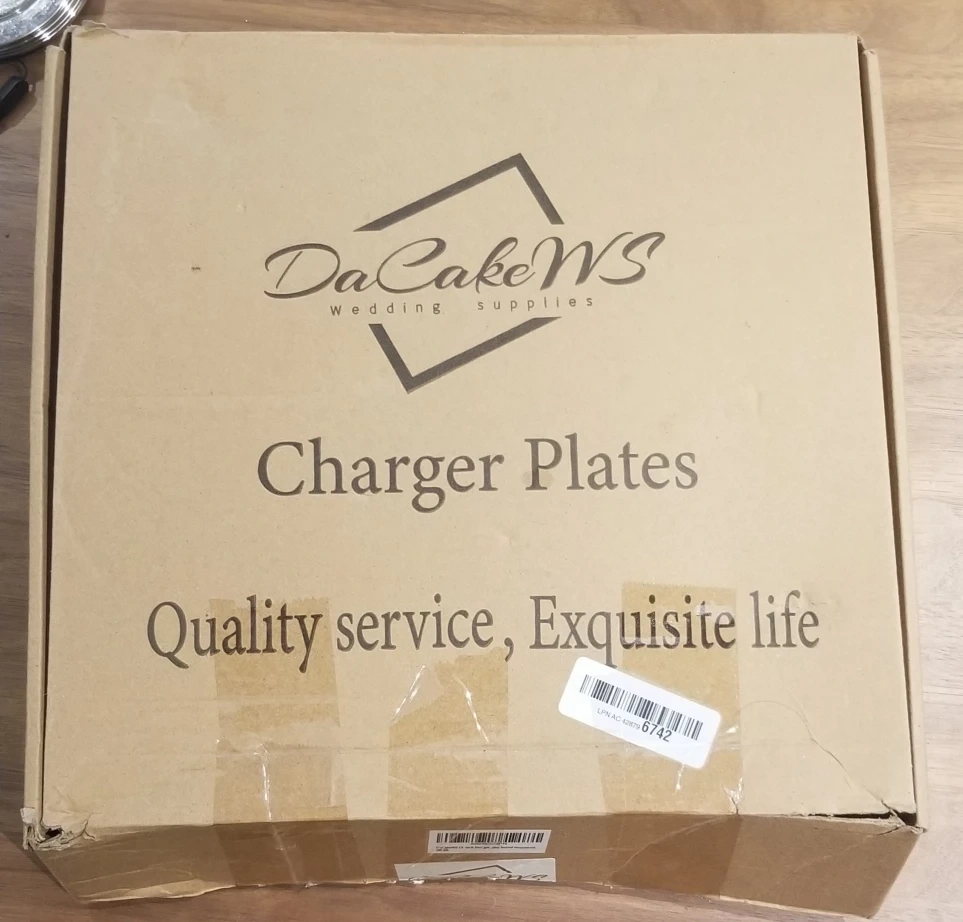 DaCakeWS
Wedding supplies
Charger Plates
Quality service, Exquisite life
6742